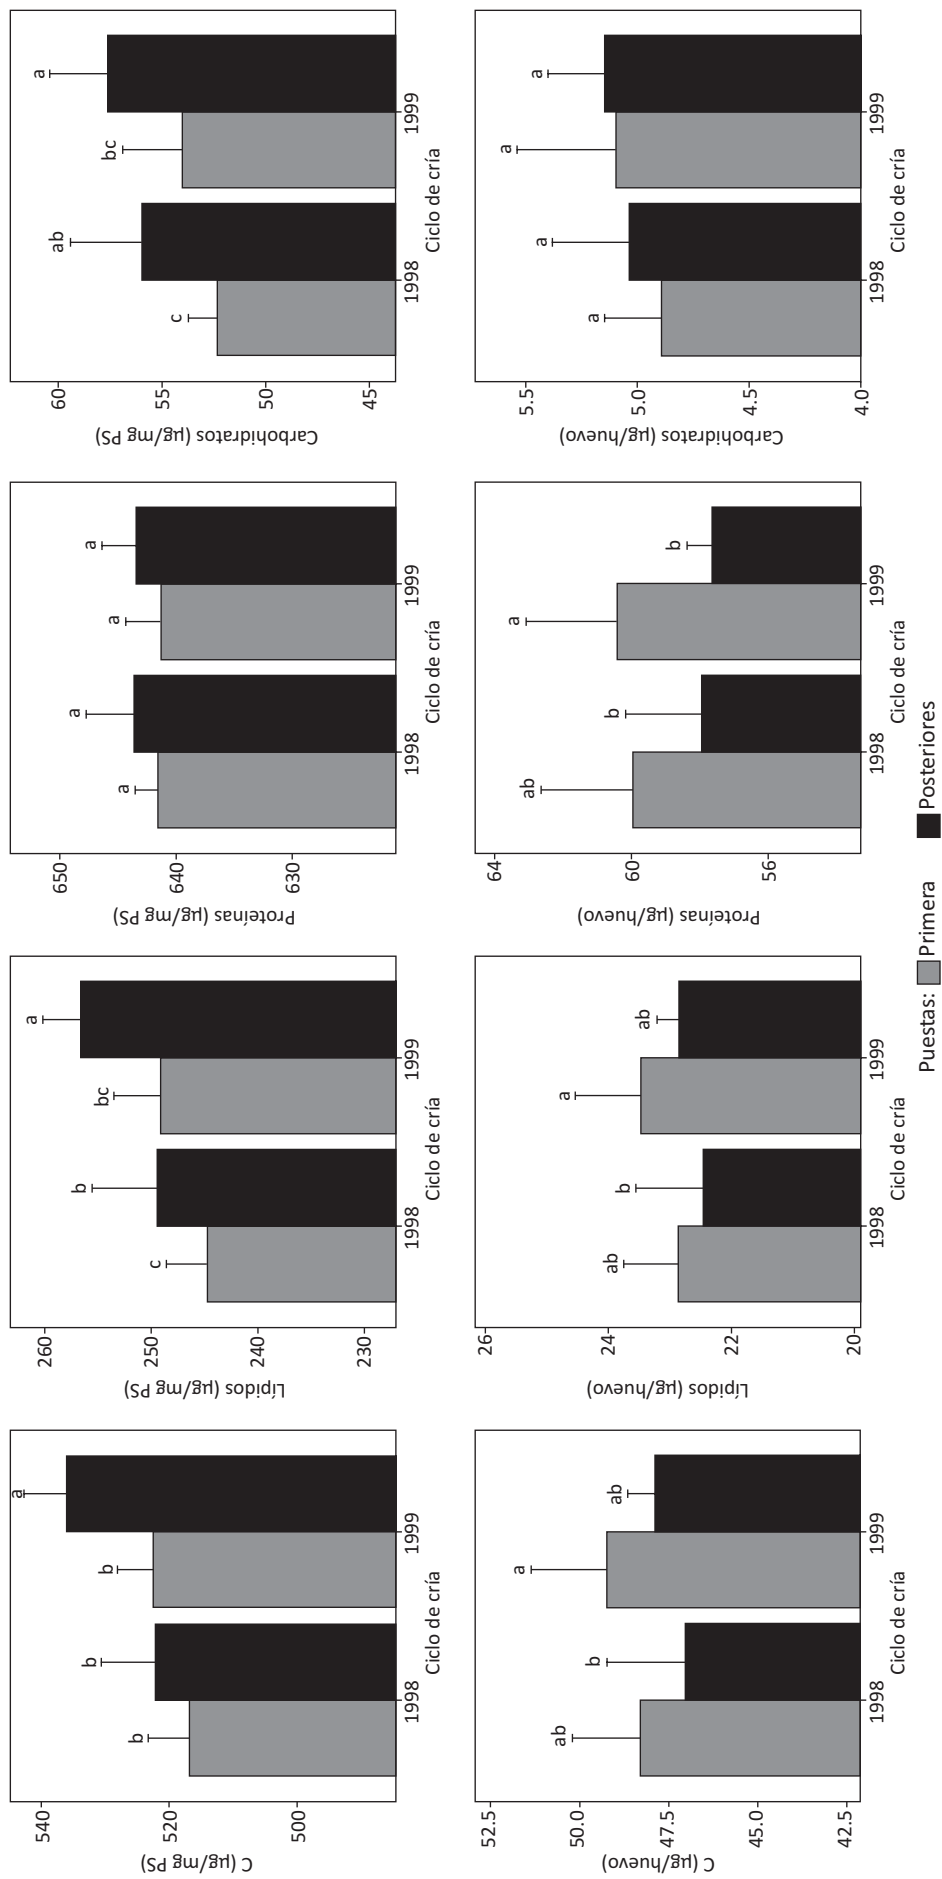 C (µg/mg PS)
540
520
500
b
b
b
a
1998
1999
Ciclo de cría
Lípidos (µg/mg PS)
260
250
240
230
c
b
bc
a
1998
1999
Ciclo de cría
Proteínas (µg/mg PS)
650
640
630
a
a
a
a
1998
1999
Ciclo de cría
Carbohidratos (µg/mg PS)
60
55
50
45
c
ab
bc
a
1998
1999
Ciclo de cría
C (µg/huevo)
52.5
50.0
47.5
45.0
42.5
ab
b
a
ab
1998
1999
Ciclo de cría
Lípidos (µg/huevo)
26
24
22
20
ab
b
a
ab
1998
1999
Ciclo de cría
Proteínas (µg/huevo)
64
60
56
ab
b
a
b
1998
1999
Ciclo de cría
Carbohidratos (µg/huevo)
5.5
5.0
4.5
4.0
a
a
a
a
1998
1999
Ciclo de cría
Puestas: Primera Posteriores